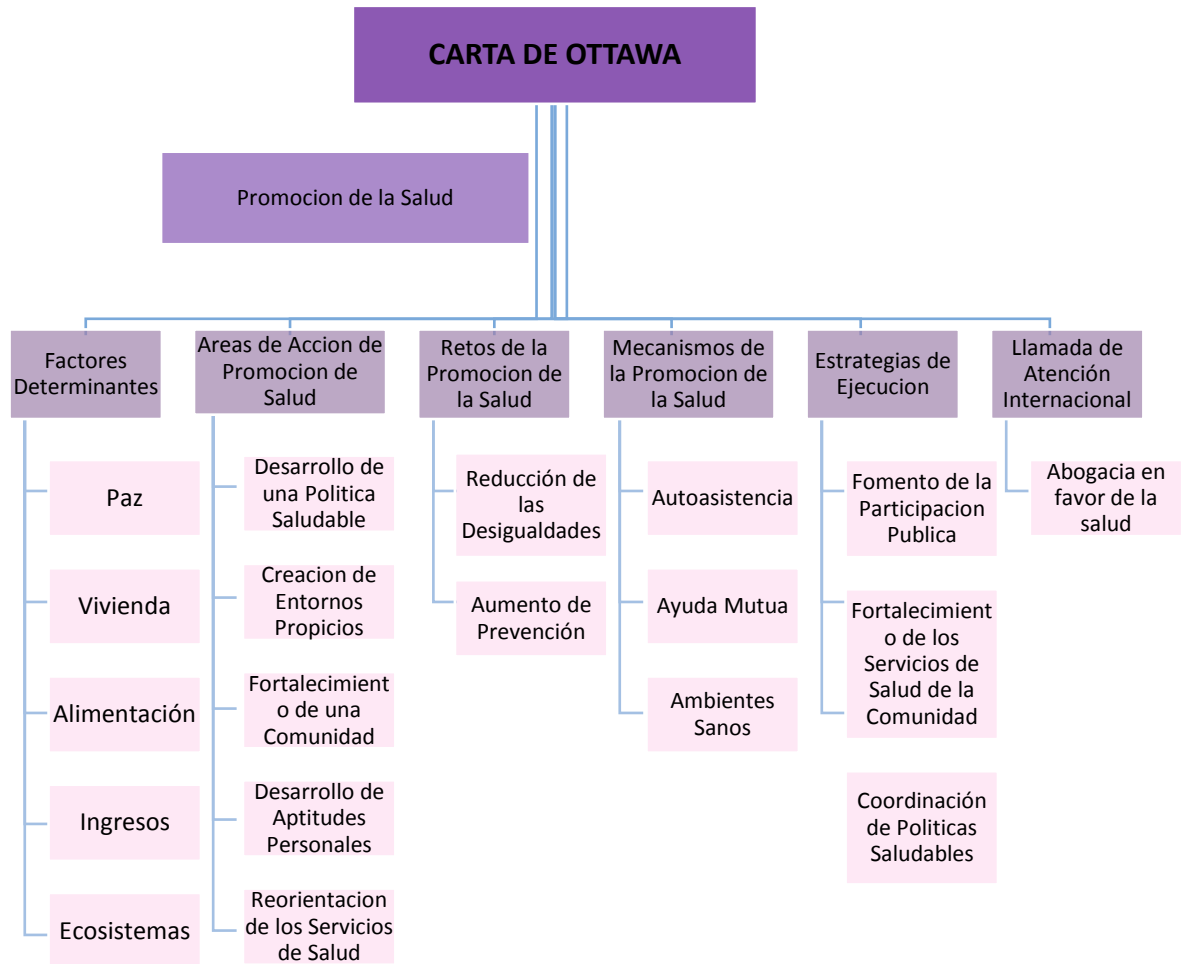 CARTA DE OTTAWA
Promocion de la Salud
Factores
Determinantes
Areas de Accion de
Promocion de
Salud
Retos de la
Promocion de
la Salud
Mecanismos de
la Promocion de
la Salud
Estrategias de
Ejecucion
Llamada de
Atención
Internacional
Paz
Vivienda
Alimentación
Ingresos
Ecosistemas
Desarrollo de
una Politica
Saludable
Creacion de
Entornos
Propicios
Fortalecimient
o de una
Comunidad
Desarrollo de
Aptitudes
Personales
Reorientacion
de los Servicios
de Salud
Reducción de
las
Desigualdades
Aumento de
Prevención
Autoasistencia
Ayuda Mutua
Ambientes
Sanos
Fomento de la
Participacion
Publica
Fortalecimient
o de los
Servicios de
Salud de la
Comunidad
Coordinación
de Politicas
Saludables
Abogacia en
favor de la
salud